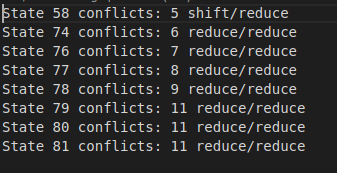 State 58 conflicts: 5 shift/reduce
State 74 conflicts: 6 reduce/reduce
State 76 conflicts: 7 reduce/reduce
State 77 conflicts: 8 reduce/reduce
State 78 conflicts: 9 reduce/reduce
State 79 conflicts: 11 reduce/reduce
State 80 conflicts: 11 reduce/reduce
State 81 conflicts: 11 reduce/reduce